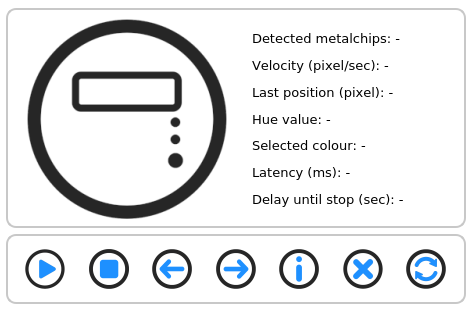 Detected metalchips: -
Velocity (pixel/sec): -
Last position (pixel): -
Hue value: -
Selected colour: -
Latency (ms): -
Delay until stop (sec): -